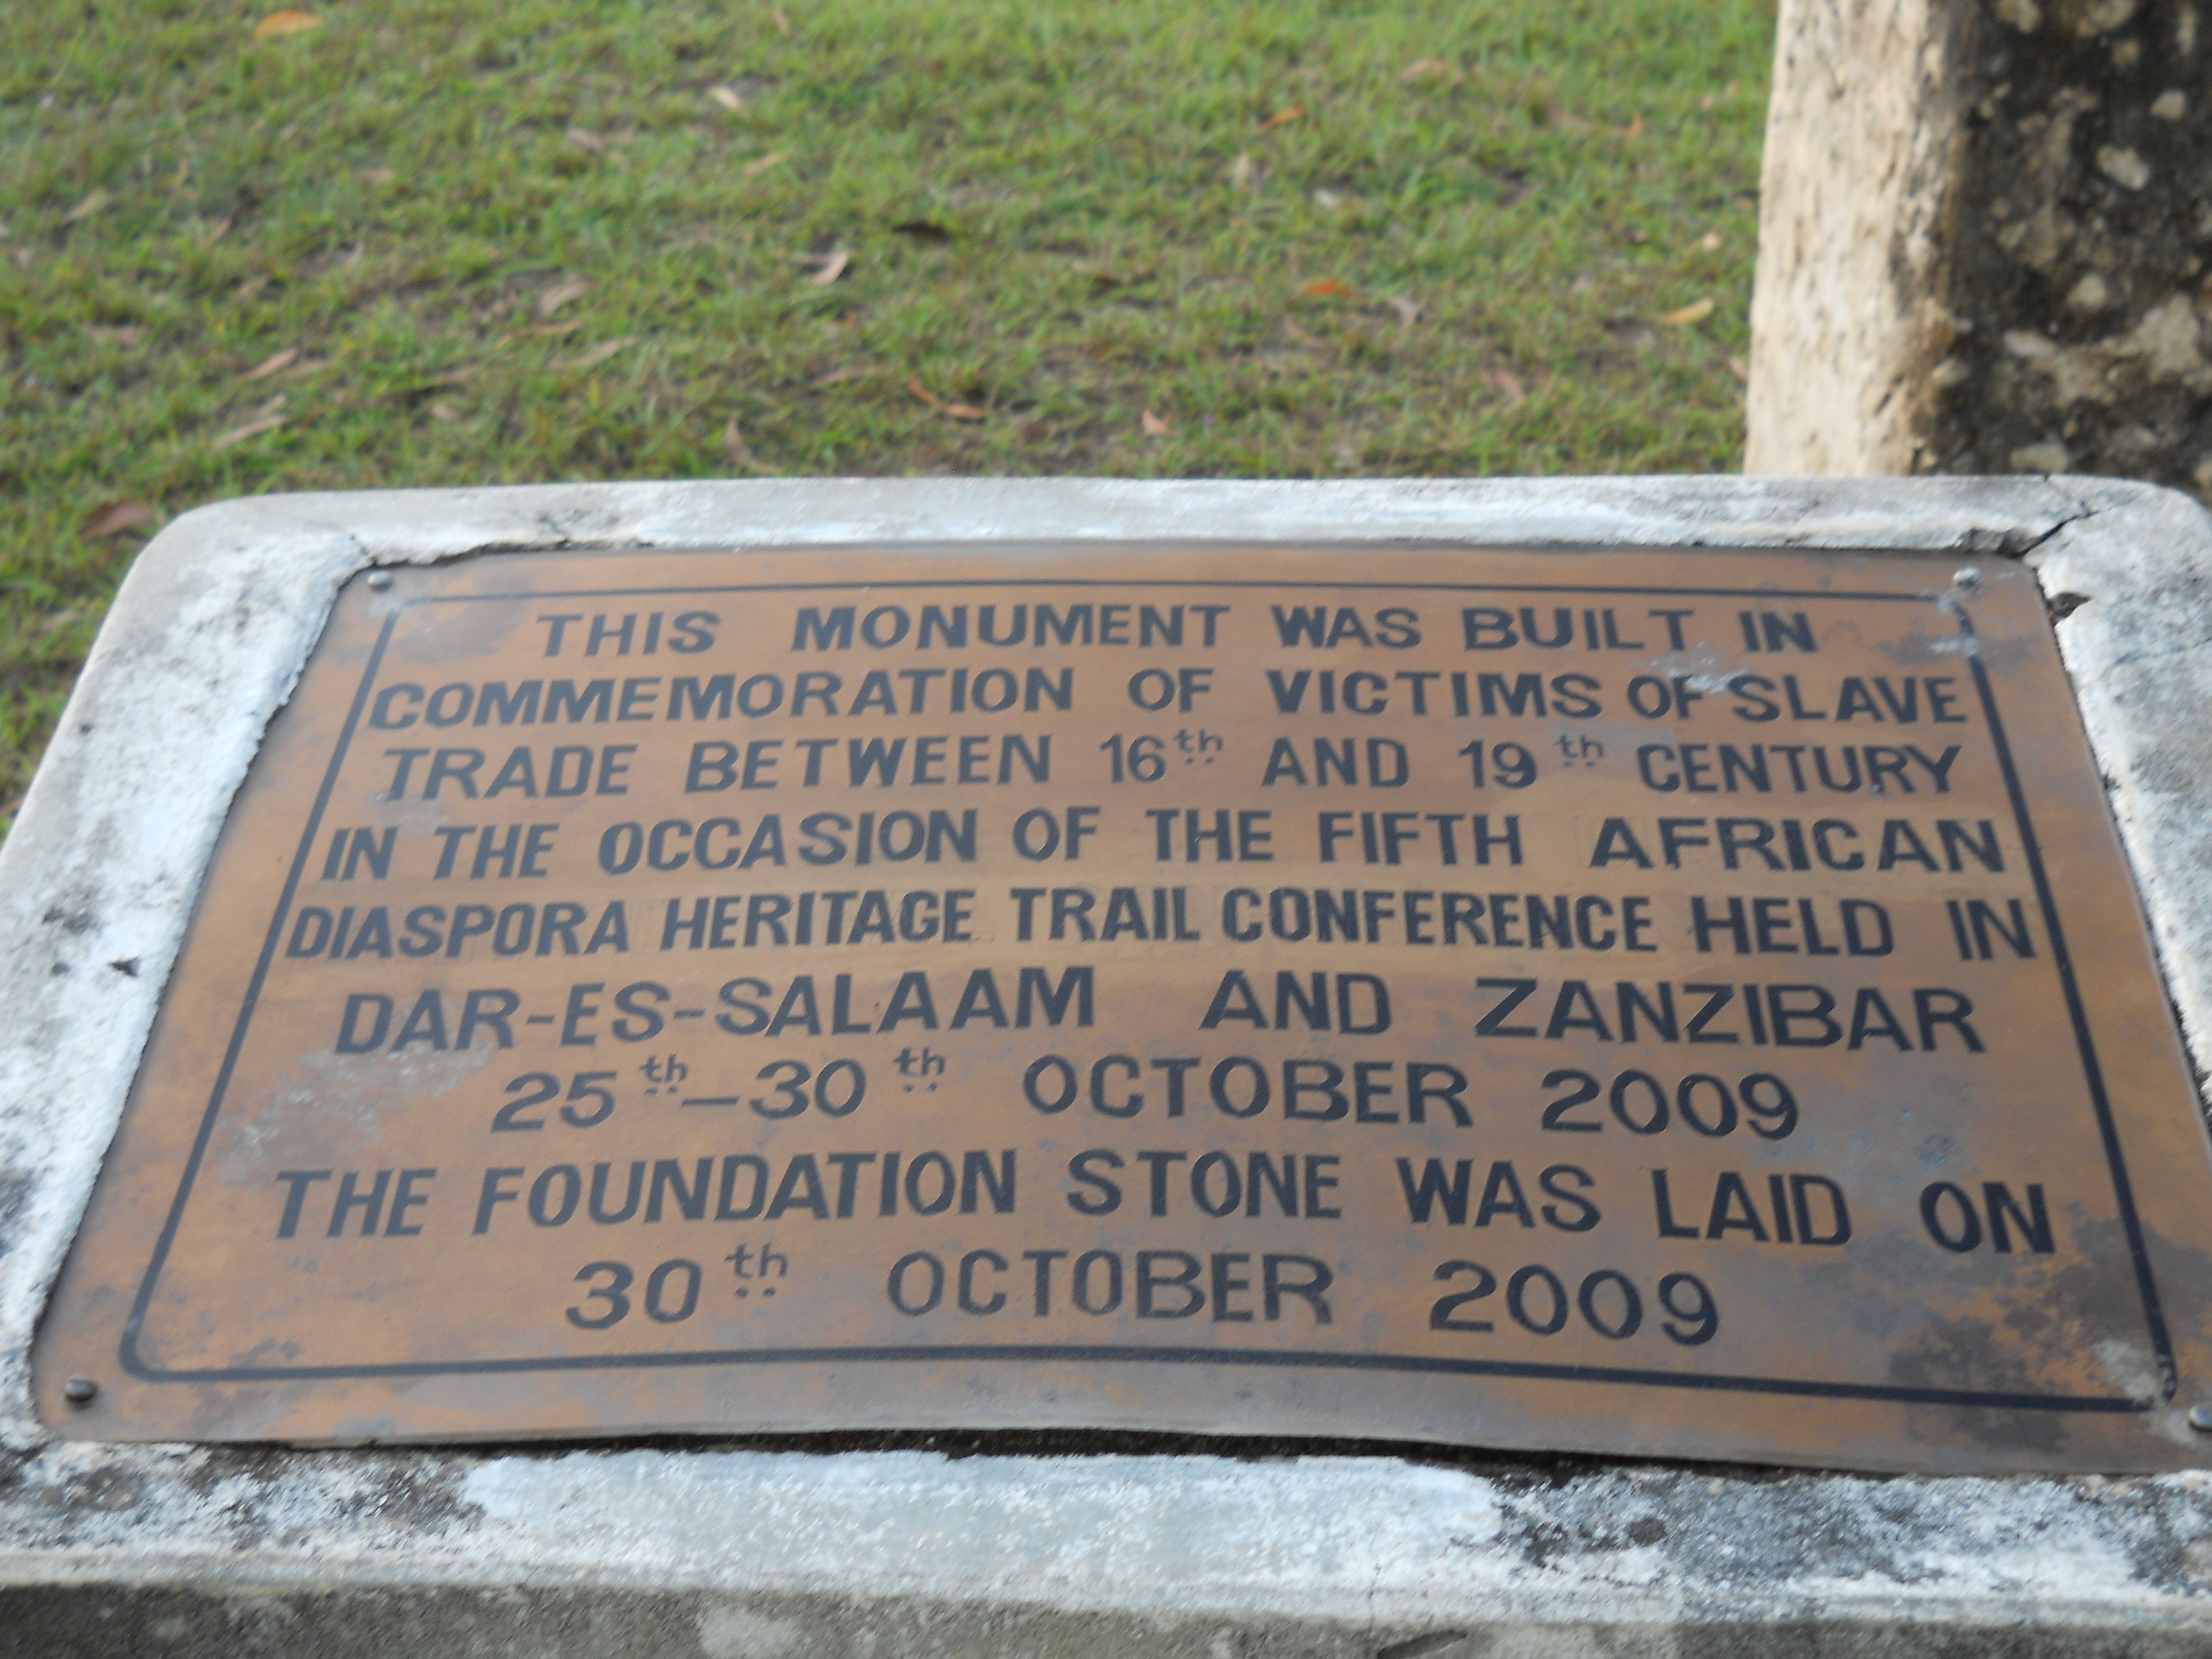 THIS MONUMENT WAS BUILT IN
COMMEMORATION OF VICTIMS OF SLAVE
TRADE BETWEEN 16th AND 19th CENTURY
IN THE OCCASION OF THE FIFTH AFRICAN
DIASPORA HERITAGE TRAIL CONFERENCE HELD IN
DAR-ES-SALAAM AND ZANZIBAR
25th-30th OCTOBER 2009
THE FOUNDATION STONE WAS LAID ON
30th OCTOBER 2009